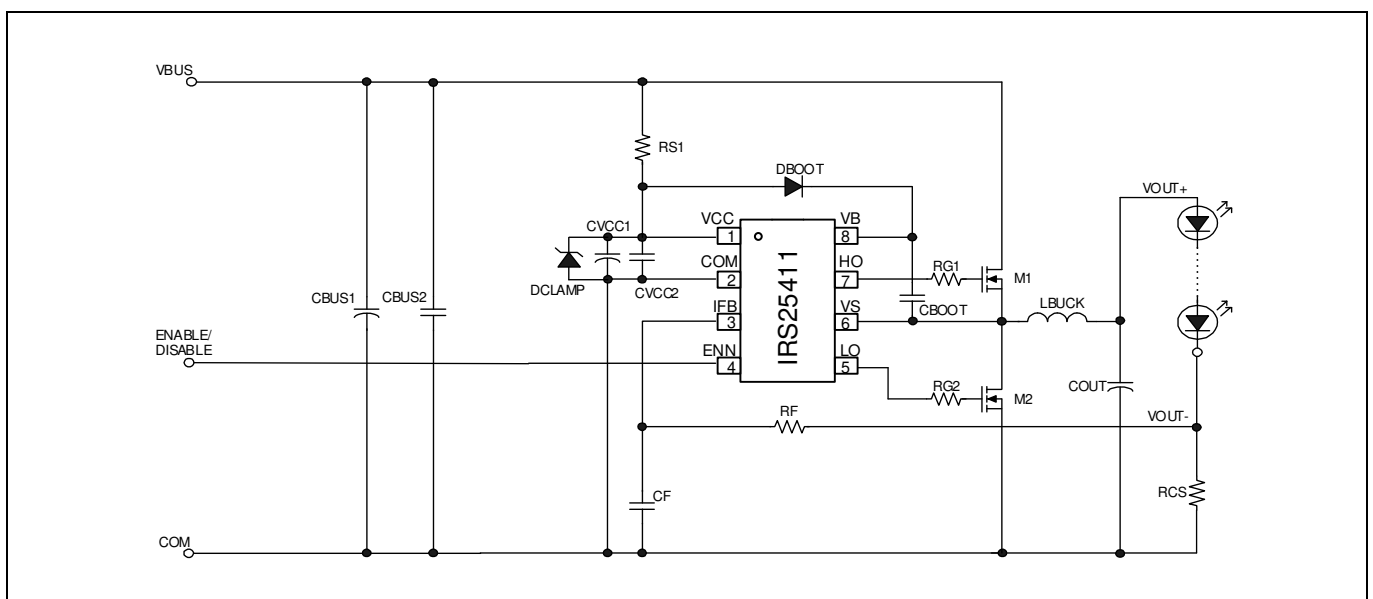 VBUS
RS1
DBOOT
VOUT+
CVCC1
VCC
VB
1
8
COM
HO
RG1
2
7
M1
DCLAMP
CVCC2
CBUS1
CBUS2
IFB
VS
CBOOT
LBUCK
3
6
IRS25411
ENABLE/
DISABLE
ENN
LO
4
5
RG2
M2
COUT
RF
VOUT-
CF
RCS
COM